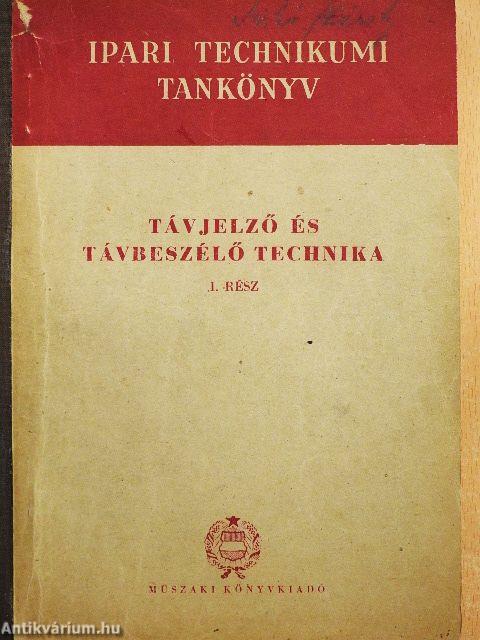 IPARI TECHNIKUMI
TANKÖNYV
TÁVJELZŐ ÉS
TÁVBESZÉLŐ TECHNIKA
I. RÉSZ
MŰSZAKI KÖNYVKIADÓ
Antikvárium.hu